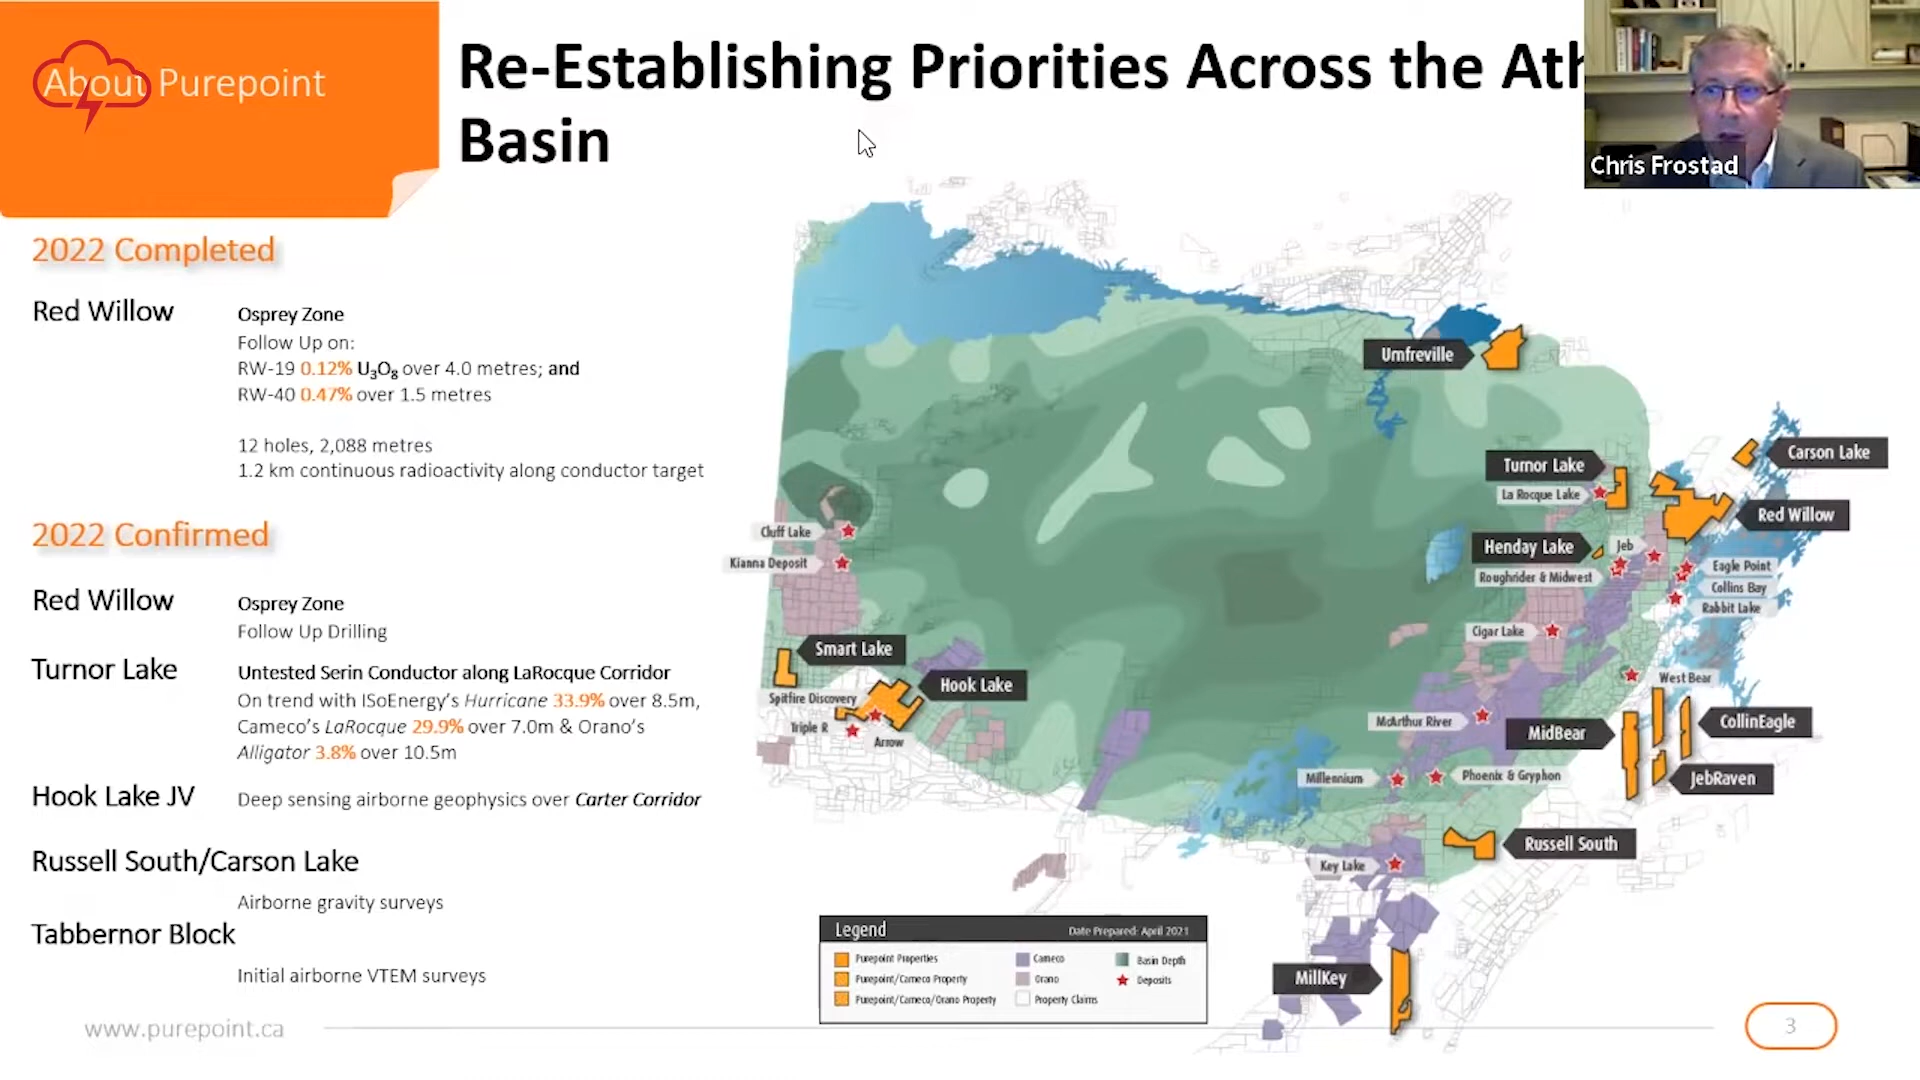 About Purepoint
Re-Establishing Priorities Across the Ath
Basin
Chris Frostad
2022 Completed
Red Willow
Osprey Zone
Follow Up on:
RW-19 0.12% U₃O₈ over 4.0 metres; and
RW-40 0.47% over 1.5 metres
12 holes, 2,088 metres
1.2 km continuous radioactivity along conductor target
2022 Confirmed
Red Willow
Osprey Zone
Follow Up Drilling
Turnor Lake
Untested Serin Conductor along LaRocque Corridor
On trend with ISoEnergy's Hurricane 33.9% over 8.5m,
Cameco's LaRocque 29.9% over 7.0m & Orano's
Alligator 3.8% over 10.5m
Hook Lake JV
Deep sensing airborne geophysics over Carter Corridor
Russell South/Carson Lake
Airborne gravity surveys
Tabbernor Block
Initial airborne VTEM surveys
Umfreville
Carson Lake
Turnor Lake
La Rocque Lake
Red Willow
Cluff Lake
Kianna Deposit
Henday Lake
Jeb
Roughrider & Midwest
Eagle Point
Collins Bay
Rabbit Lake
Cigar Lake
Smart Lake
Hook Lake
Spitfire Discovery
Triple R
Arrow
West Bear
McArthur River
MidBear
CollinEagle
Millennium
Phoenix & Gryphon
JebRaven
Russell South
Key Lake
MillKey
Legend
Date Prepared: April 2021
Purepoint Properties
Purepoint/Cameco Property
Purepoint/Cameco/Orano Property
Cameco
Orano
Property Claims
Basin Depth
Deposits
www.purepoint.ca
3